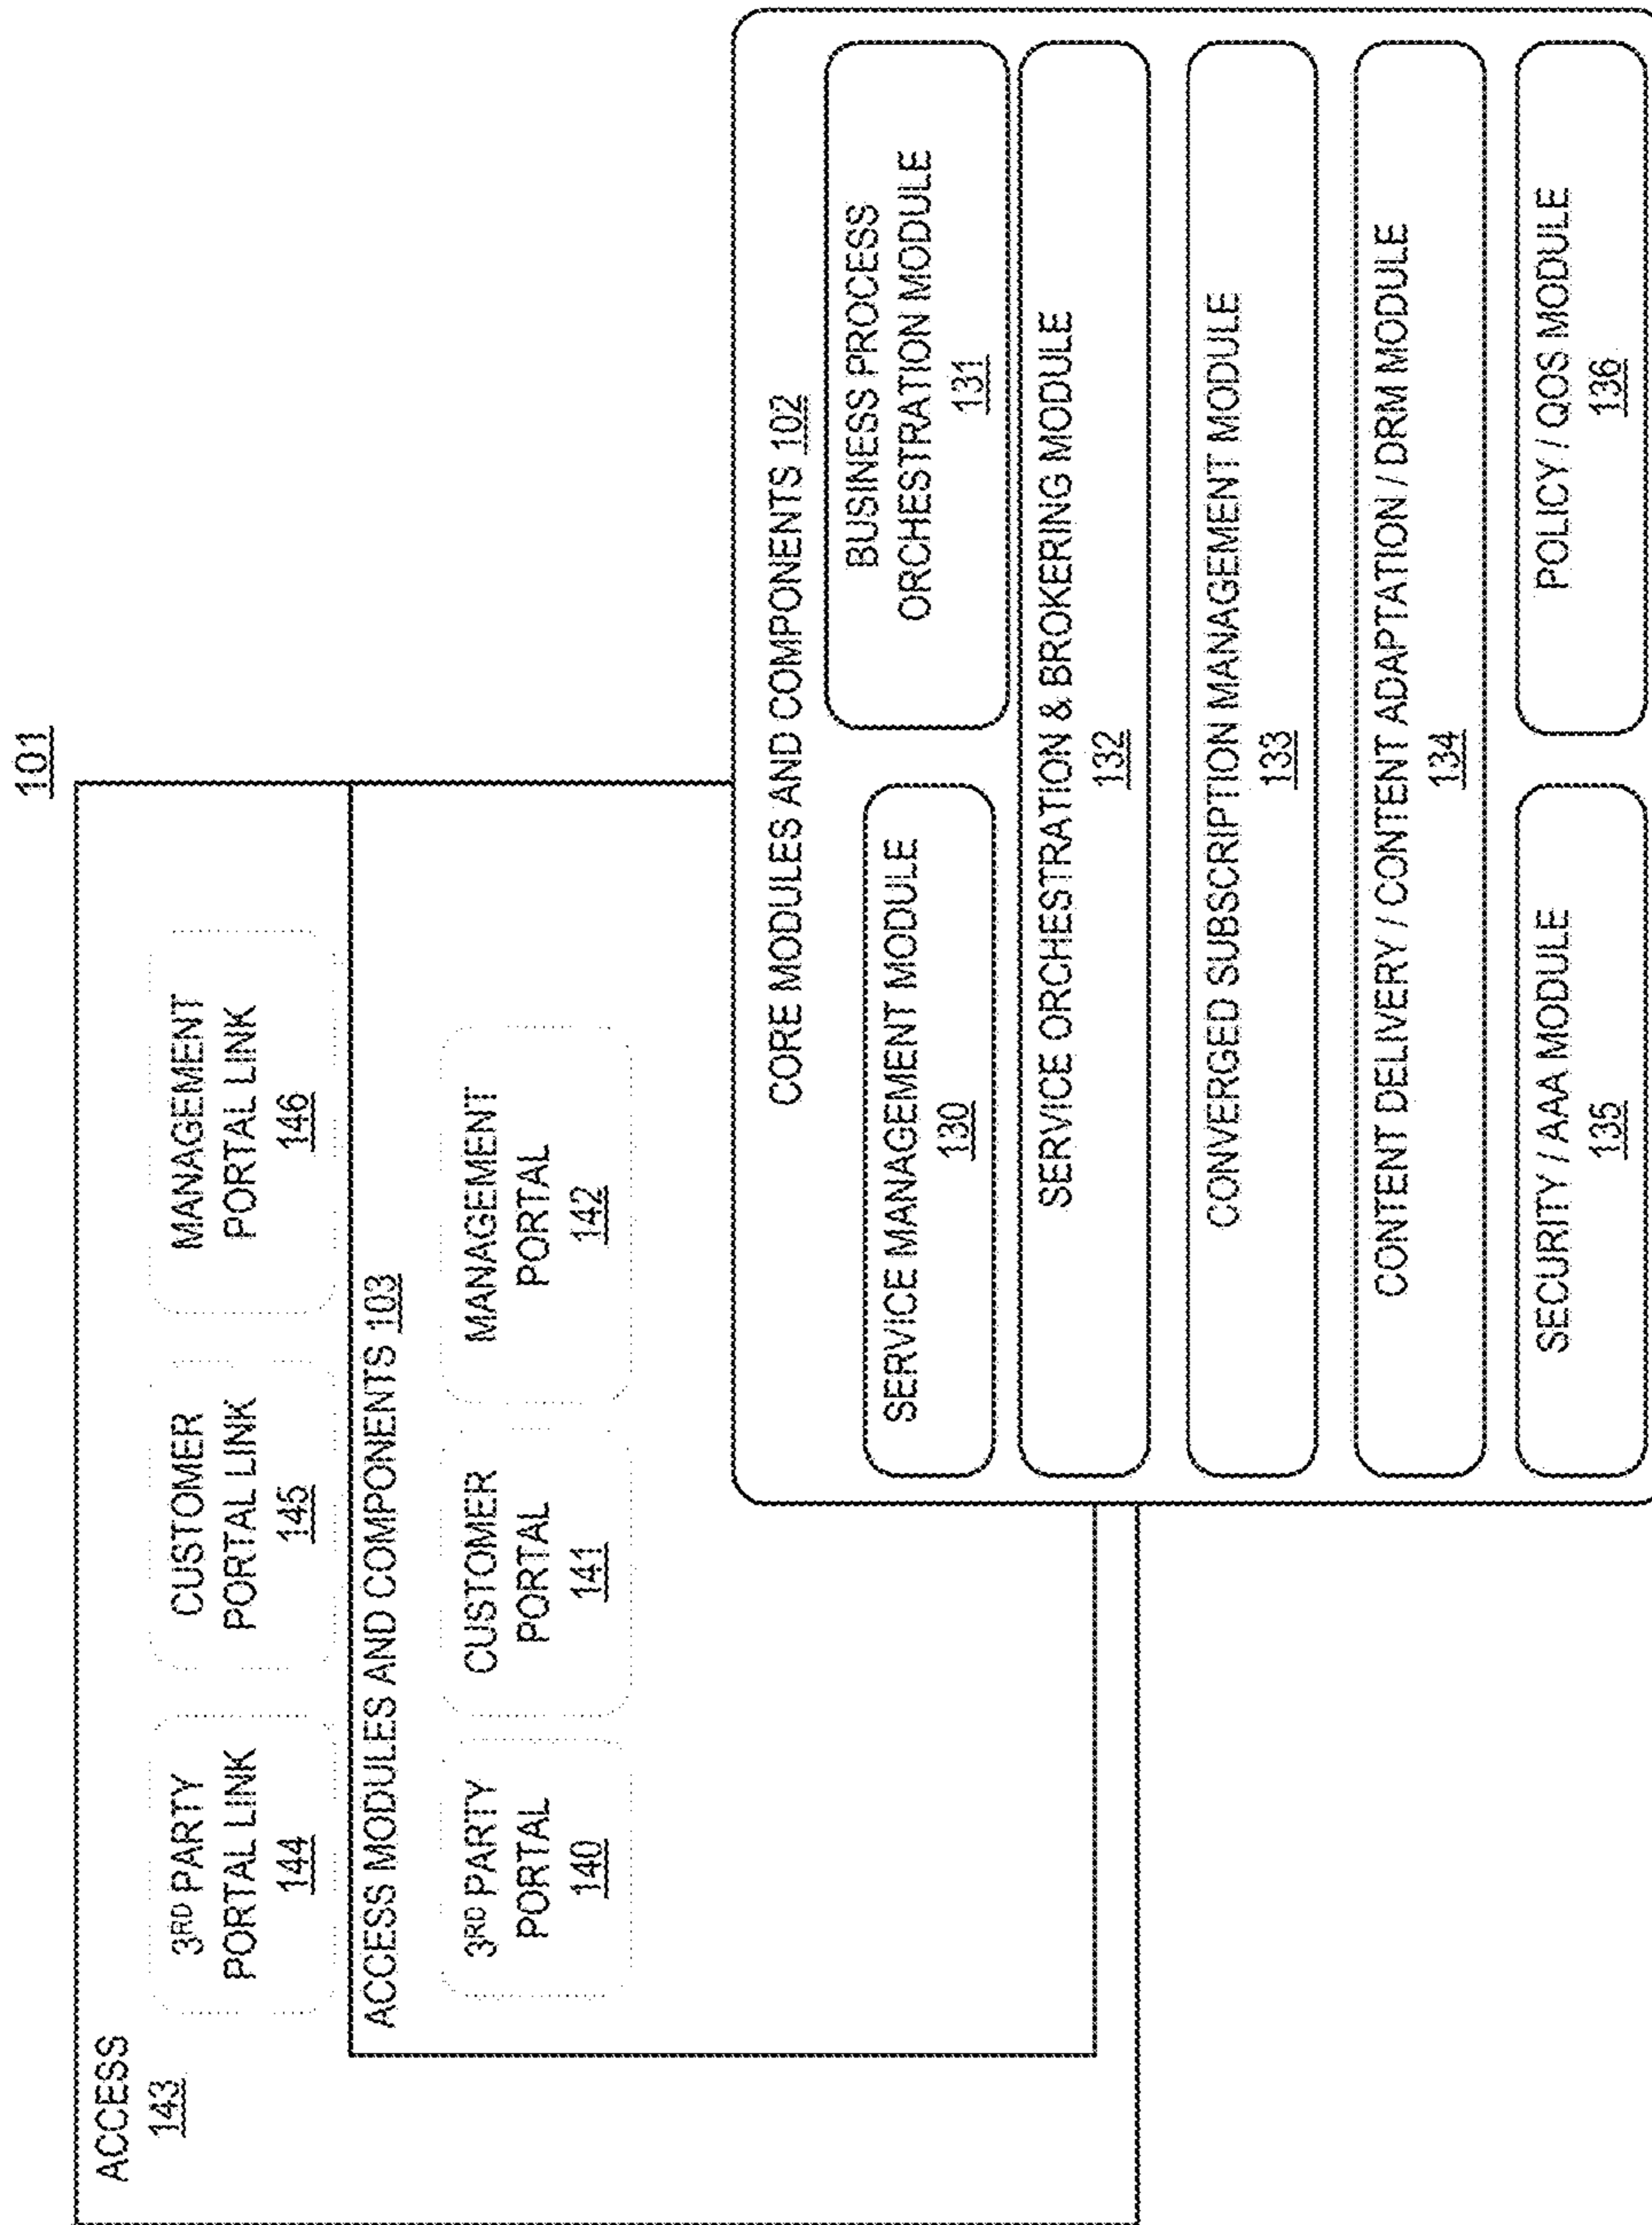 101
ACCESS
143
3RD PARTY
PORTAL LINK
144
CUSTOMER
PORTAL LINK
145
MANAGEMENT
PORTAL LINK
146
ACCESS MODULES AND COMPONENTS 103
3RD PARTY
PORTAL
140
CUSTOMER
PORTAL
141
MANAGEMENT
PORTAL
142
CORE MODULES AND COMPONENTS 102
SERVICE MANAGEMENT MODULE
130
BUSINESS PROCESS
ORCHESTRATION MODULE
131
SERVICE ORCHESTRATION & BROKERING MODULE
132
CONVERGED SUBSCRIPTION MANAGEMENT MODULE
133
CONTENT DELIVERY / CONTENT ADAPTATION / DRM MODULE
134
SECURITY / AAA MODULE
135
POLICY / QOS MODULE
136